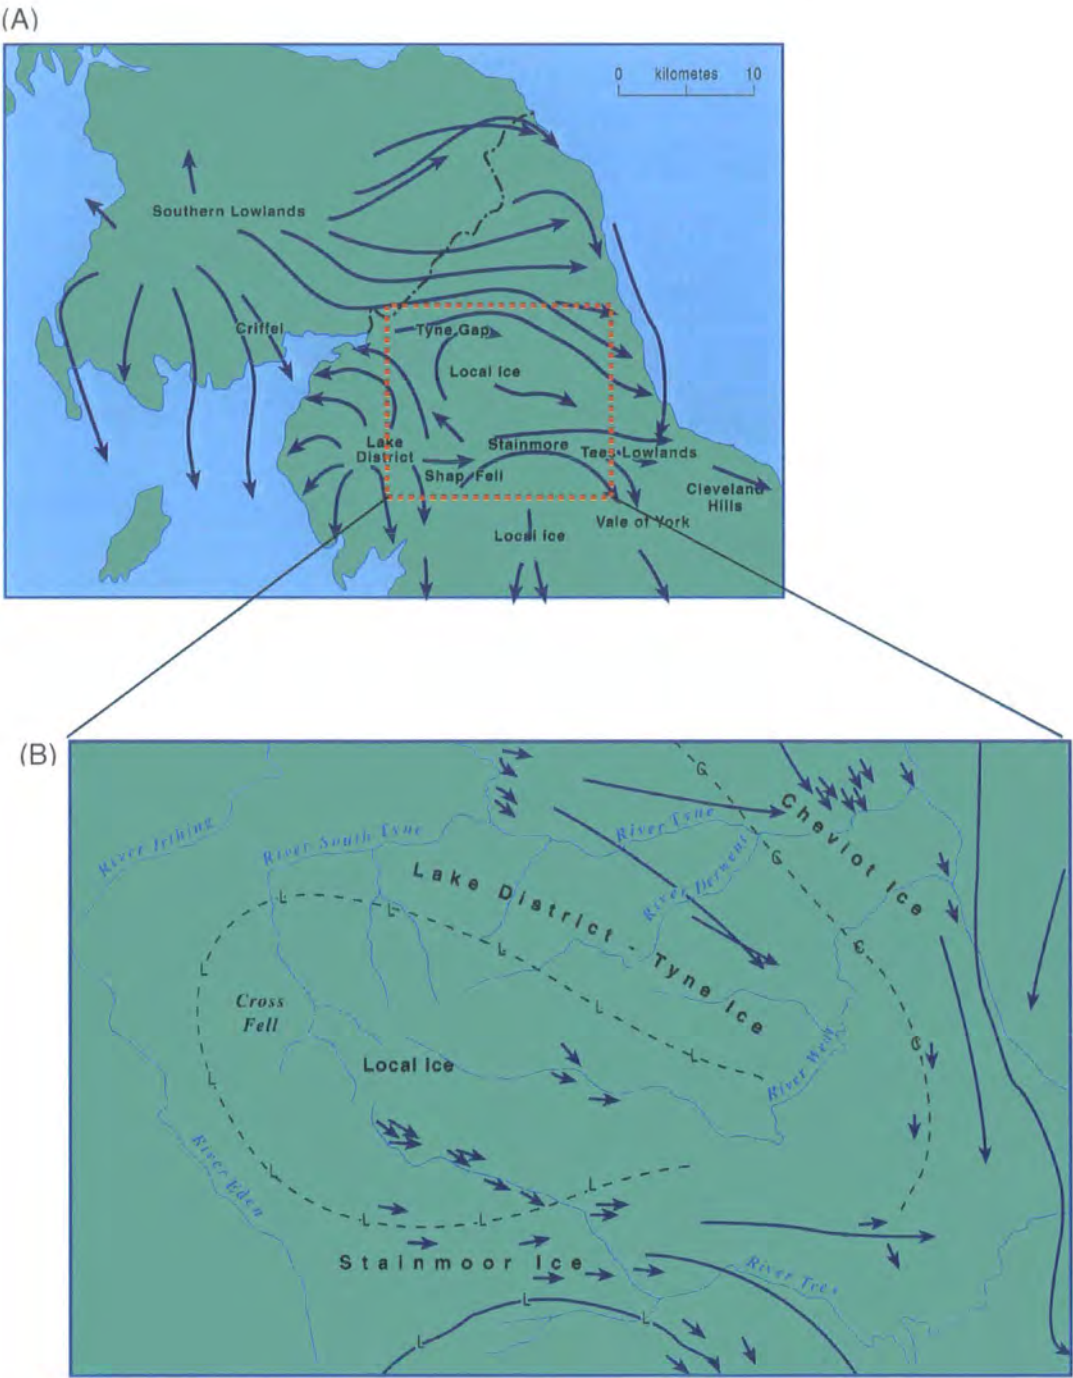 (A)
0 kilometes 10
Southern Lowlands
Criffel
Tyne Gap
Local Ice
Lake
District
Stainmore
Tees Lowlands
Shap Fell
Cleveland
Hills
Vale of York
Local Ice
(B)
G
Cheviot Ice
River Irthing
River South Tyne
River Tyne
G
River Derwent
Lake District - Tyne Ice
L
L
L
G
L
Cross
Fell
L
G
L
Local Ice
L
River Wear
L
River Eden
L
L
L
Stainmoor Ice
River Tees
L
L
L